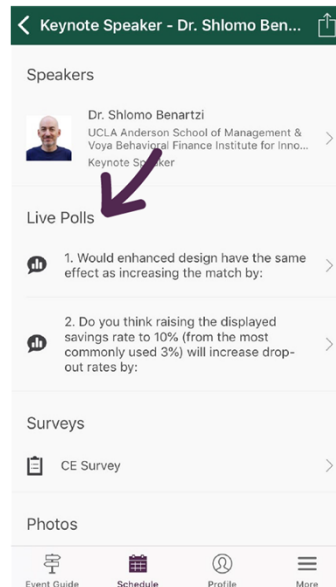 Keynote Speaker - Dr. Shlomo Ben...
Speakers
Dr. Shlomo Benartzi
UCLA Anderson School of Management &
Voya Behavioral Finance Institute for Inno...
Keynote Speaker
Live Polls
1. Would enhanced design have the same
effect as increasing the match by:
2. Do you think raising the displayed
savings rate to 10% (from the most
commonly used 3%) will increase drop-
out rates by:
Surveys
CE Survey
Photos
Event Guide
Schedule
Profile
More